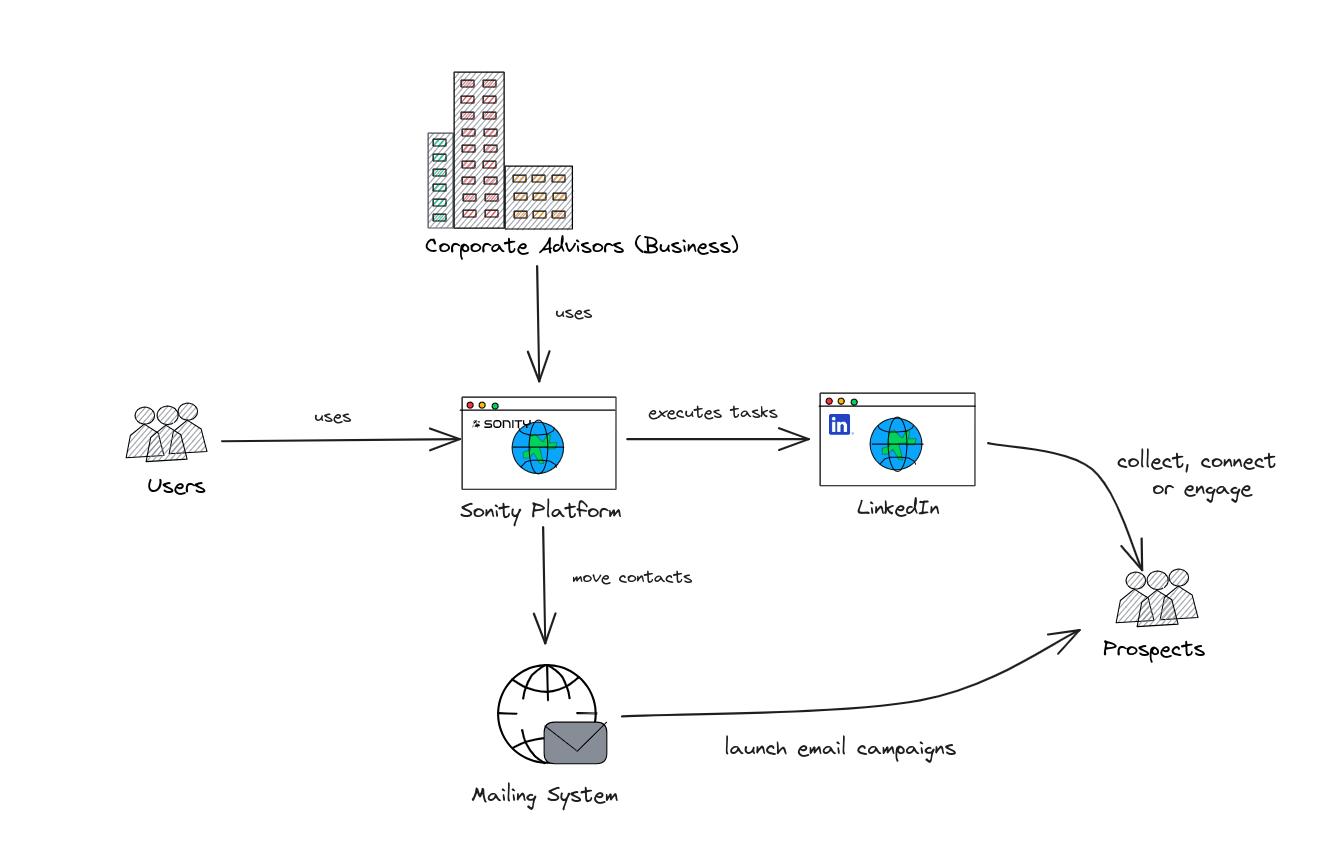 Corporate Advisors (Business)
uses
uses
executes tasks
SONITY
in
collect, connect
or engage
Users
Sonity Platform
LinkedIn
move contacts
Prospects
launch email campaigns
Mailing System